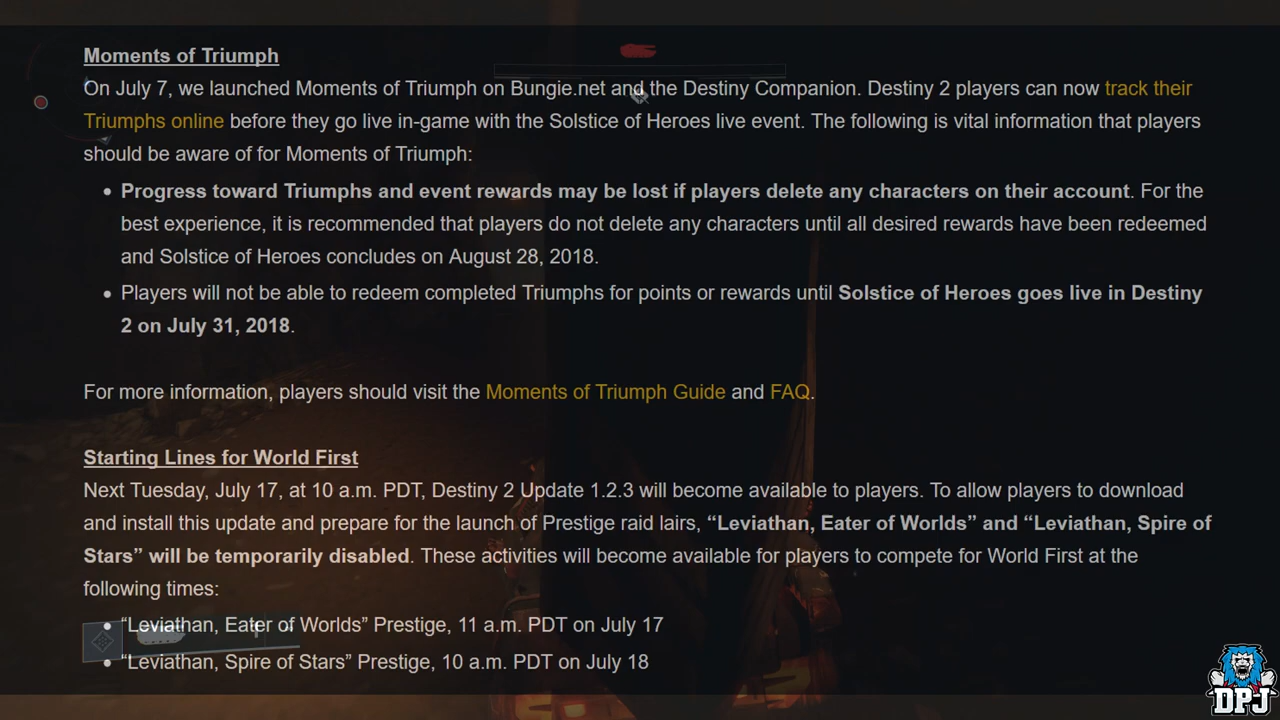 Moments of Triumph
On July 7, we launched Moments of Triumph on Bungie.net and the Destiny Companion. Destiny 2 players can now track their
Triumphs online before they go live in-game with the Solstice of Heroes live event. The following is vital information that players
should be aware of for Moments of Triumph:
• Progress toward Triumphs and event rewards may be lost if players delete any characters on their account. For the
best experience, it is recommended that players do not delete any characters until all desired rewards have been redeemed
and Solstice of Heroes concludes on August 28, 2018.
• Players will not be able to redeem completed Triumphs for points or rewards until Solstice of Heroes goes live in Destiny
2 on July 31, 2018.
For more information, players should visit the Moments of Triumph Guide and FAQ.
Starting Lines for World First
Next Tuesday, July 17, at 10 a.m. PDT, Destiny 2 Update 1.2.3 will become available to players. To allow players to download
and install this update and prepare for the launch of Prestige raid lairs, “Leviathan, Eater of Worlds” and “Leviathan, Spire of
Stars” will be temporarily disabled. These activities will become available for players to compete for World First at the
following times:
• “Leviathan, Eater of Worlds” Prestige, 11 a.m. PDT on July 17
• “Leviathan, Spire of Stars” Prestige, 10 a.m. PDT on July 18
DPJ